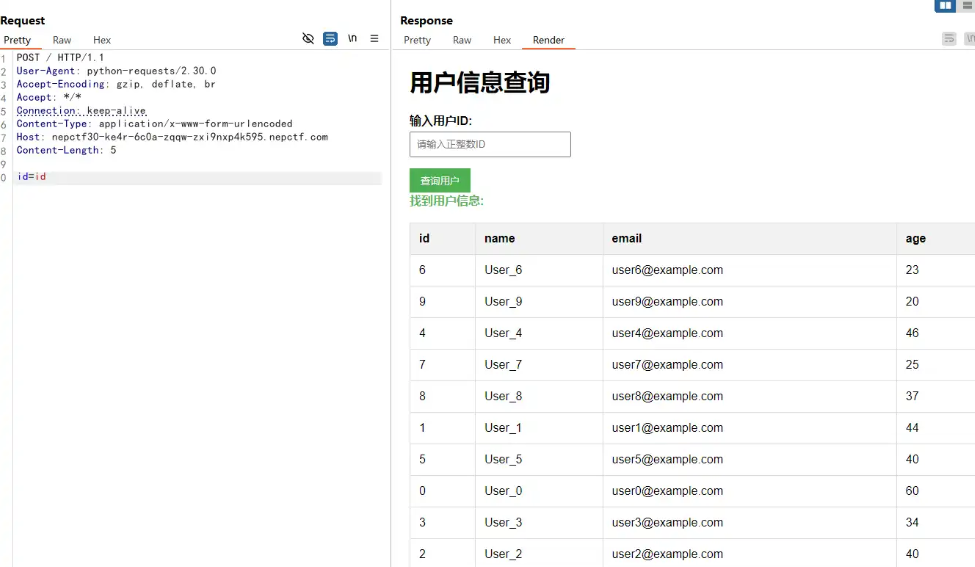 Request
Pretty Raw Hex
\n
1 POST / HTTP/1.1
2 User-Agent: python-requests/2.30.0
3 Accept-Encoding: gzip, deflate, br
4 Accept: */*
5 Connection: keep-alive
6 Content-Type: application/x-www-form-urlencoded
7 Host: nepctf30-ke4r-6c0a-zqqw-zxi9nxp4k595.nepctf.com
8 Content-Length: 5
9
0 id=id
Response
Pretty Raw Hex Render
\n
用户信息查询
输入用户ID:
请输入正整数ID
查询用户
找到用户信息:
id name email age
6 User_6 user6@example.com 23
9 User_9 user9@example.com 20
4 User_4 user4@example.com 46
7 User_7 user7@example.com 25
8 User_8 user8@example.com 37
1 User_1 user1@example.com 44
5 User_5 user5@example.com 40
0 User_0 user0@example.com 60
3 User_3 user3@example.com 34
2 User_2 user2@example.com 40